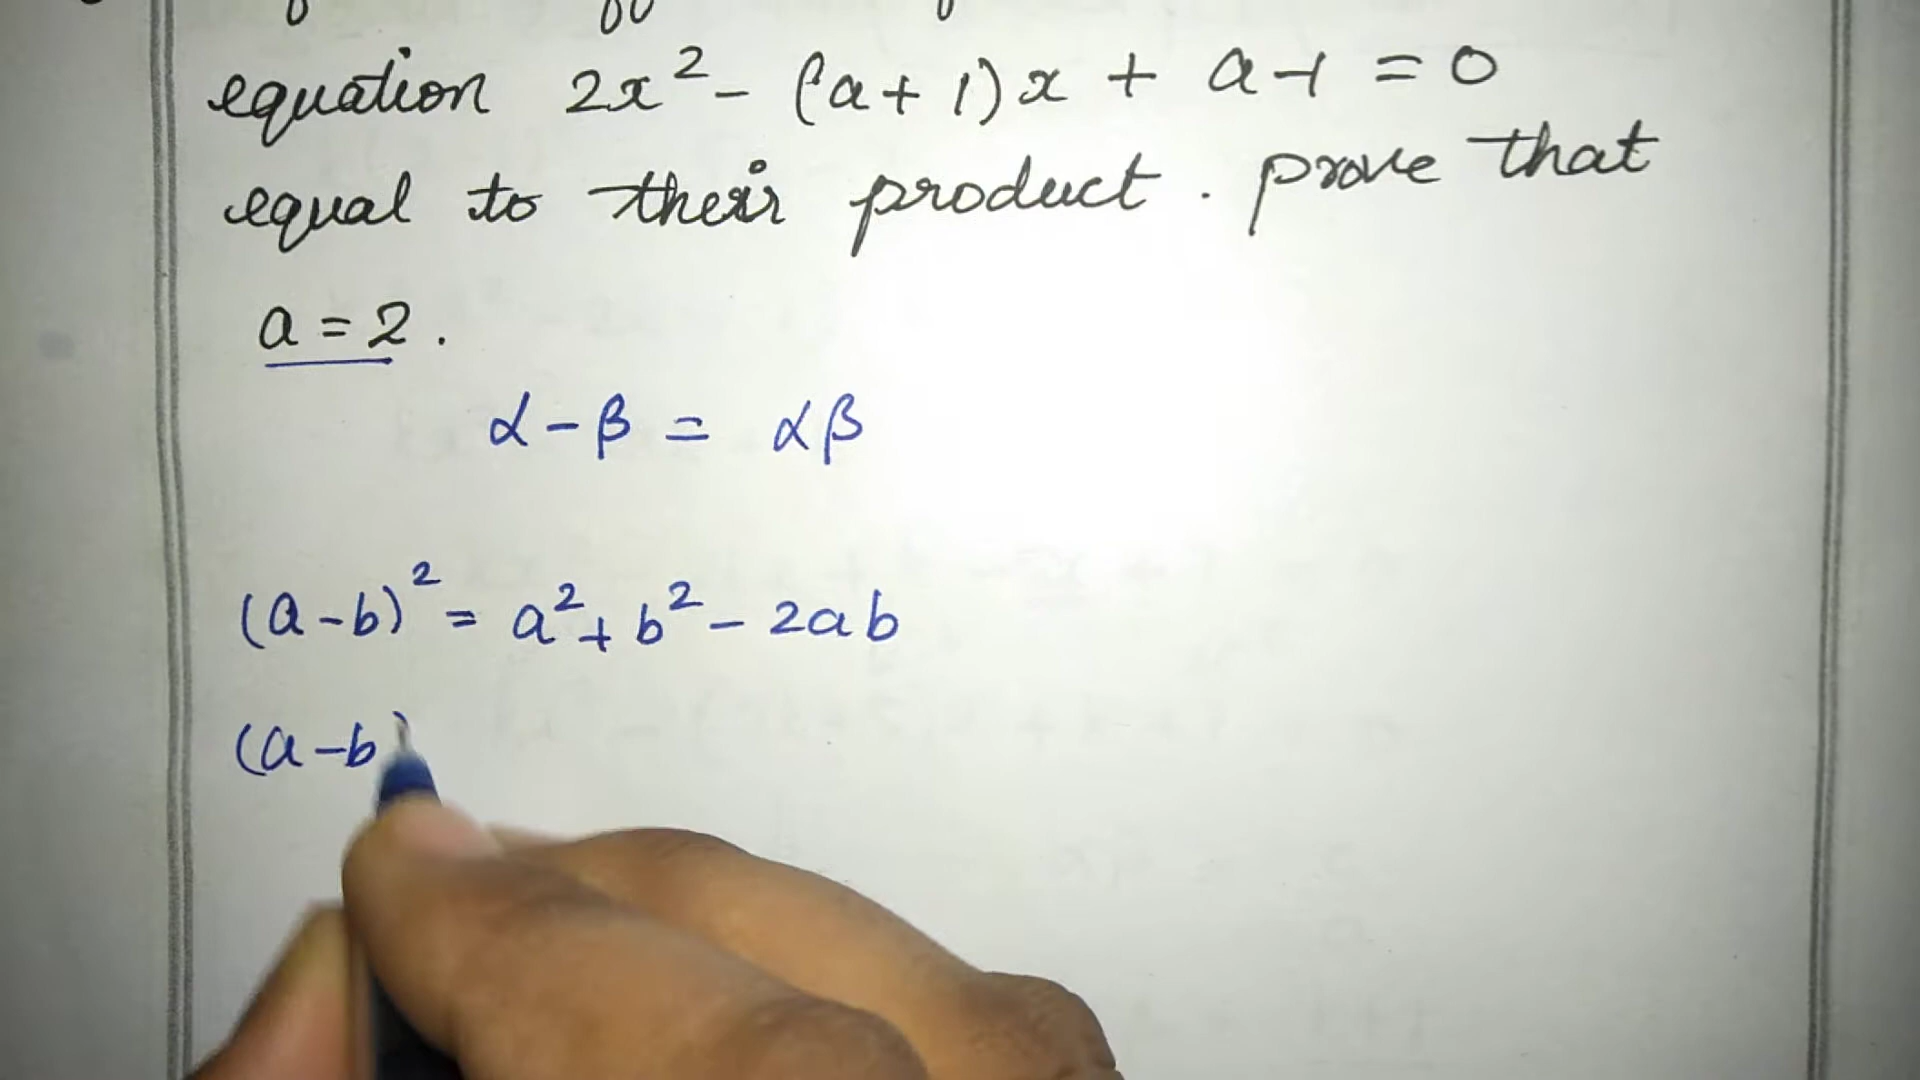 equation 2x² - (a+1)x + a-1 = 0
equal to their product. prove that
a = 2.
α - β = αβ
(a-b)² = a² + b² - 2ab
(a-b)